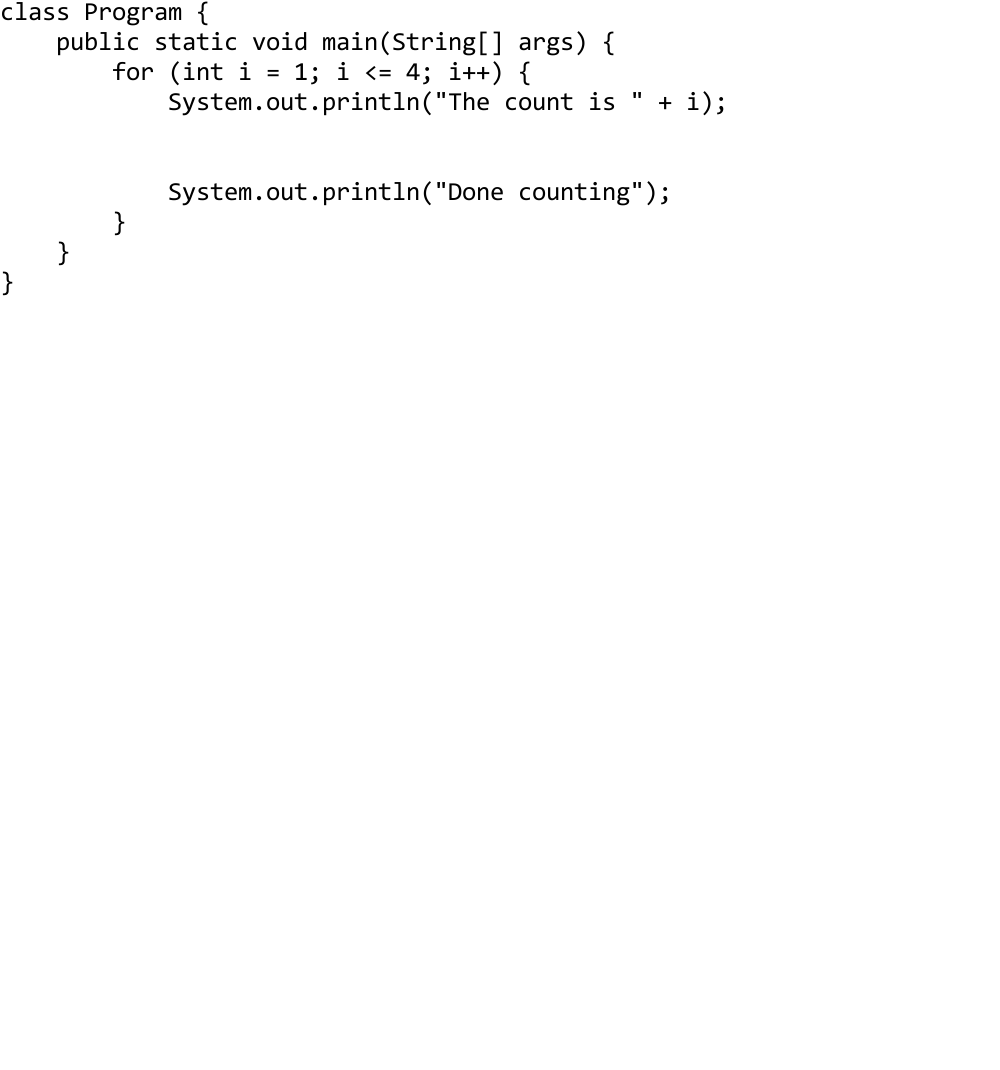 class Program {
    public static void main(String[] args) {
        for (int i = 1; i <= 4; i++) {
            System.out.println("The count is " + i);
            System.out.println("Done counting");
        }
    }
}